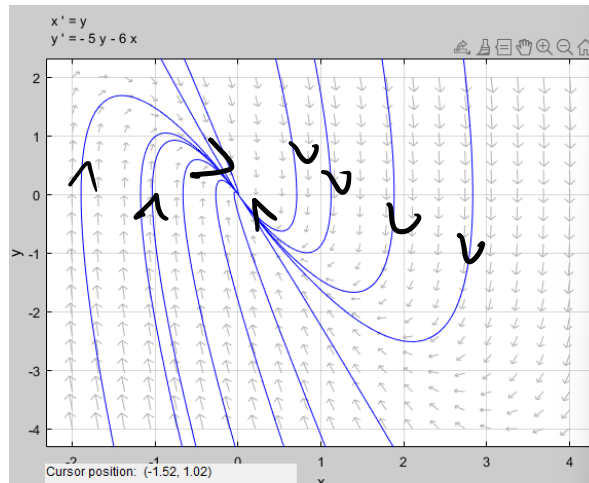 x ' = y
y ' = - 5 y - 6 x
2
1
0
-1
-2
-3
-4
y
-2 -1 0 1 2 3 4
x
Cursor position: (-1.52, 1.02)